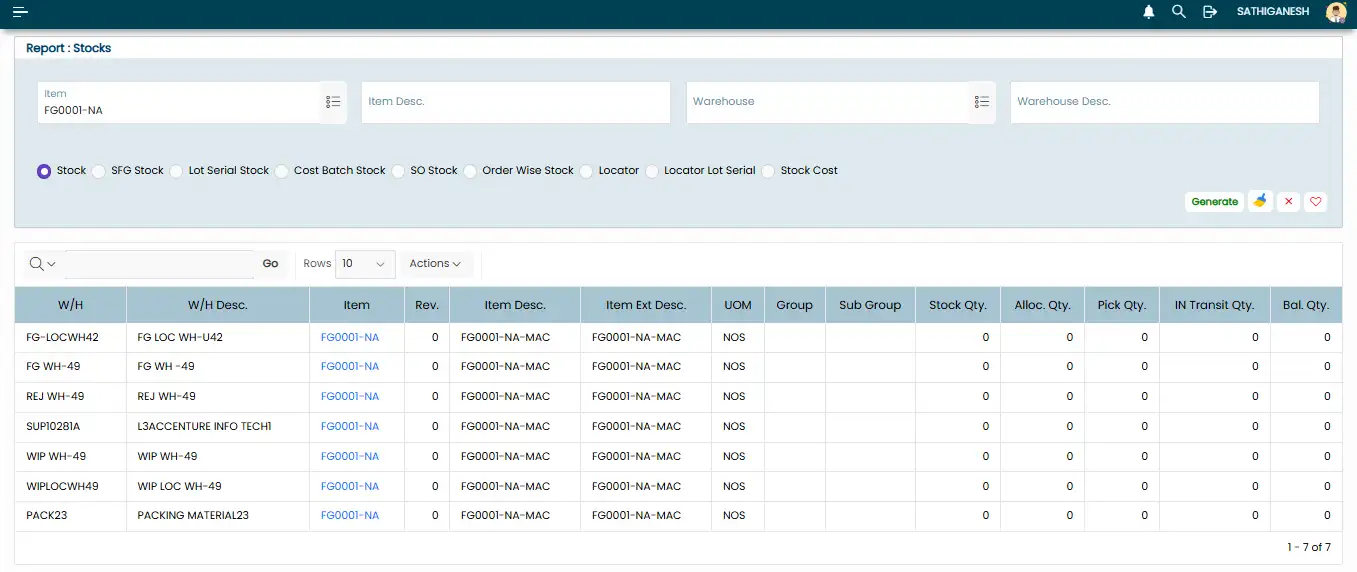 SATHIGANESH
Report : Stocks
Item
FG0001-NA
Item Desc.
Warehouse
Warehouse Desc.
Stock SFG Stock Lot Serial Stock Cost Batch Stock SO Stock Order Wise Stock Locator Locator Lot Serial Stock Cost
Generate
Go Rows 10 Actions
W/H W/H Desc. Item Rev. Item Desc. Item Ext Desc. UOM Group Sub Group Stock Qty. Alloc. Qty. Pick Qty. IN Transit Qty. Bal. Qty.
FG-LOCWH42 FG LOC WH-U42 FG0001-NA 0 FG0001-NA-MAC FG0001-NA-MAC NOS 0 0 0 0 0
FG WH-49 FG WH -49 FG0001-NA 0 FG0001-NA-MAC FG0001-NA-MAC NOS 0 0 0 0 0
REJ WH-49 REJ WH-49 FG0001-NA 0 FG0001-NA-MAC FG0001-NA-MAC NOS 0 0 0 0 0
SUP10281A L3ACCENTURE INFO TECH1 FG0001-NA 0 FG0001-NA-MAC FG0001-NA-MAC NOS 0 0 0 0 0
WIP WH-49 WIP WH-49 FG0001-NA 0 FG0001-NA-MAC FG0001-NA-MAC NOS 0 0 0 0 0
WIPLOCWH49 WIP LOC WH-49 FG0001-NA 0 FG0001-NA-MAC FG0001-NA-MAC NOS 0 0 0 0 0
PACK23 PACKING MATERIAL23 FG0001-NA 0 FG0001-NA-MAC FG0001-NA-MAC NOS 0 0 0 0 0
1 - 7 of 7